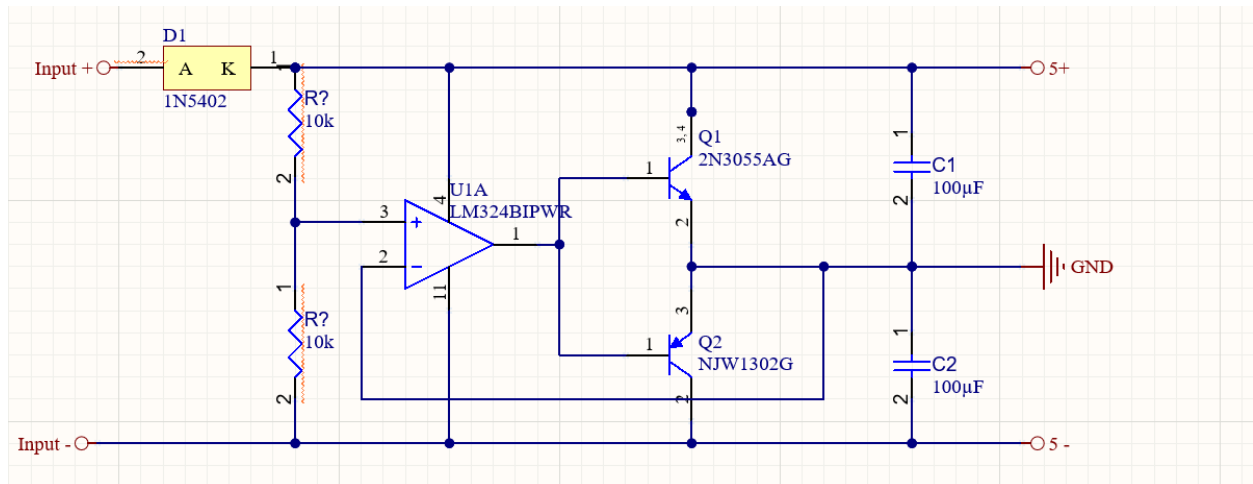 D1
Input +
2
A K
1
1N5402
5+
R?
10k
2
3, 4
Q1
2N3055AG
1
2
1
C1
100µF
2
4
U1A
LM324BIPWR
3
+
2
-
1
11
GND
1
R?
10k
2
3
1
Q2
NJW1302G
2
1
C2
100µF
2
Input -
5 -